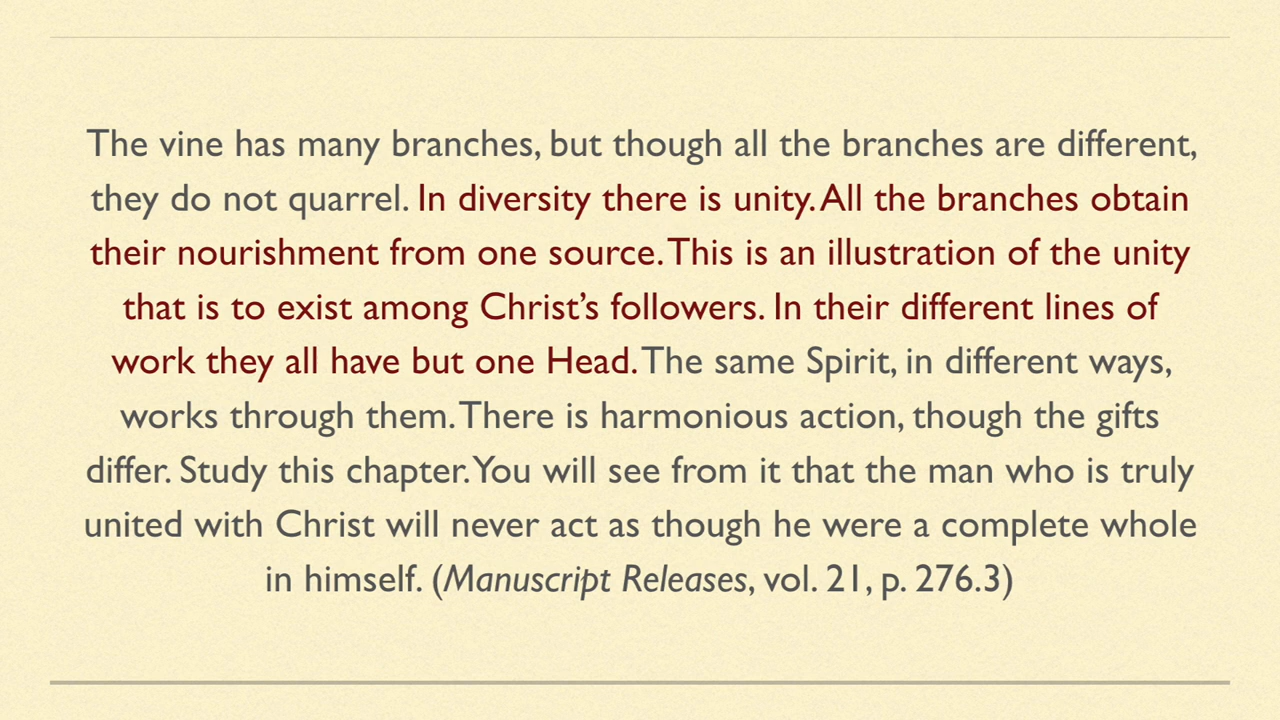 The vine has many branches, but though all the branches are different,
they do not quarrel. In diversity there is unity. All the branches obtain
their nourishment from one source. This is an illustration of the unity
that is to exist among Christ’s followers. In their different lines of
work they all have but one Head. The same Spirit, in different ways,
works through them. There is harmonious action, though the gifts
differ. Study this chapter. You will see from it that the man who is truly
united with Christ will never act as though he were a complete whole
in himself. (Manuscript Releases, vol. 21, p. 276.3)